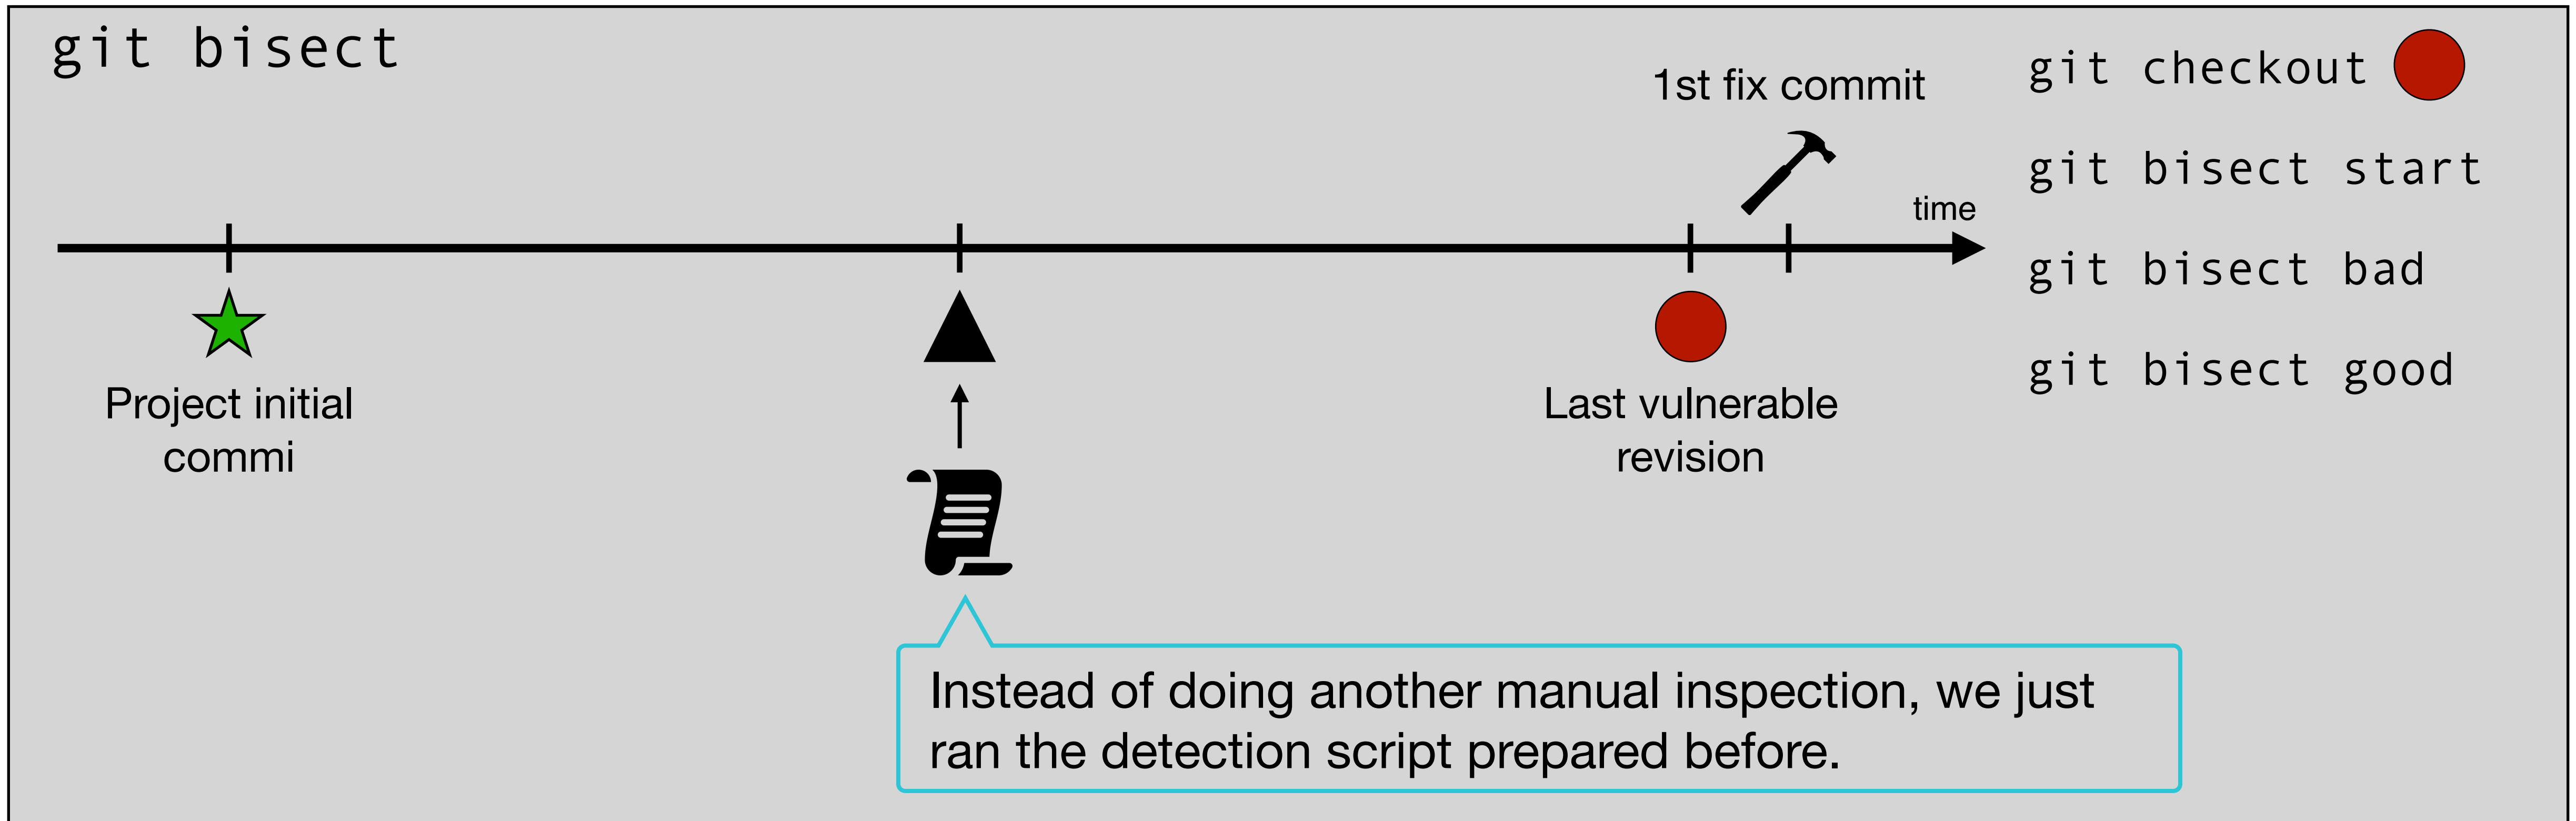 git bisect
1st fix commit
time
Project initial
commi
Last vulnerable
revision
git checkout
git bisect start
git bisect bad
git bisect good
Instead of doing another manual inspection, we just
ran the detection script prepared before.